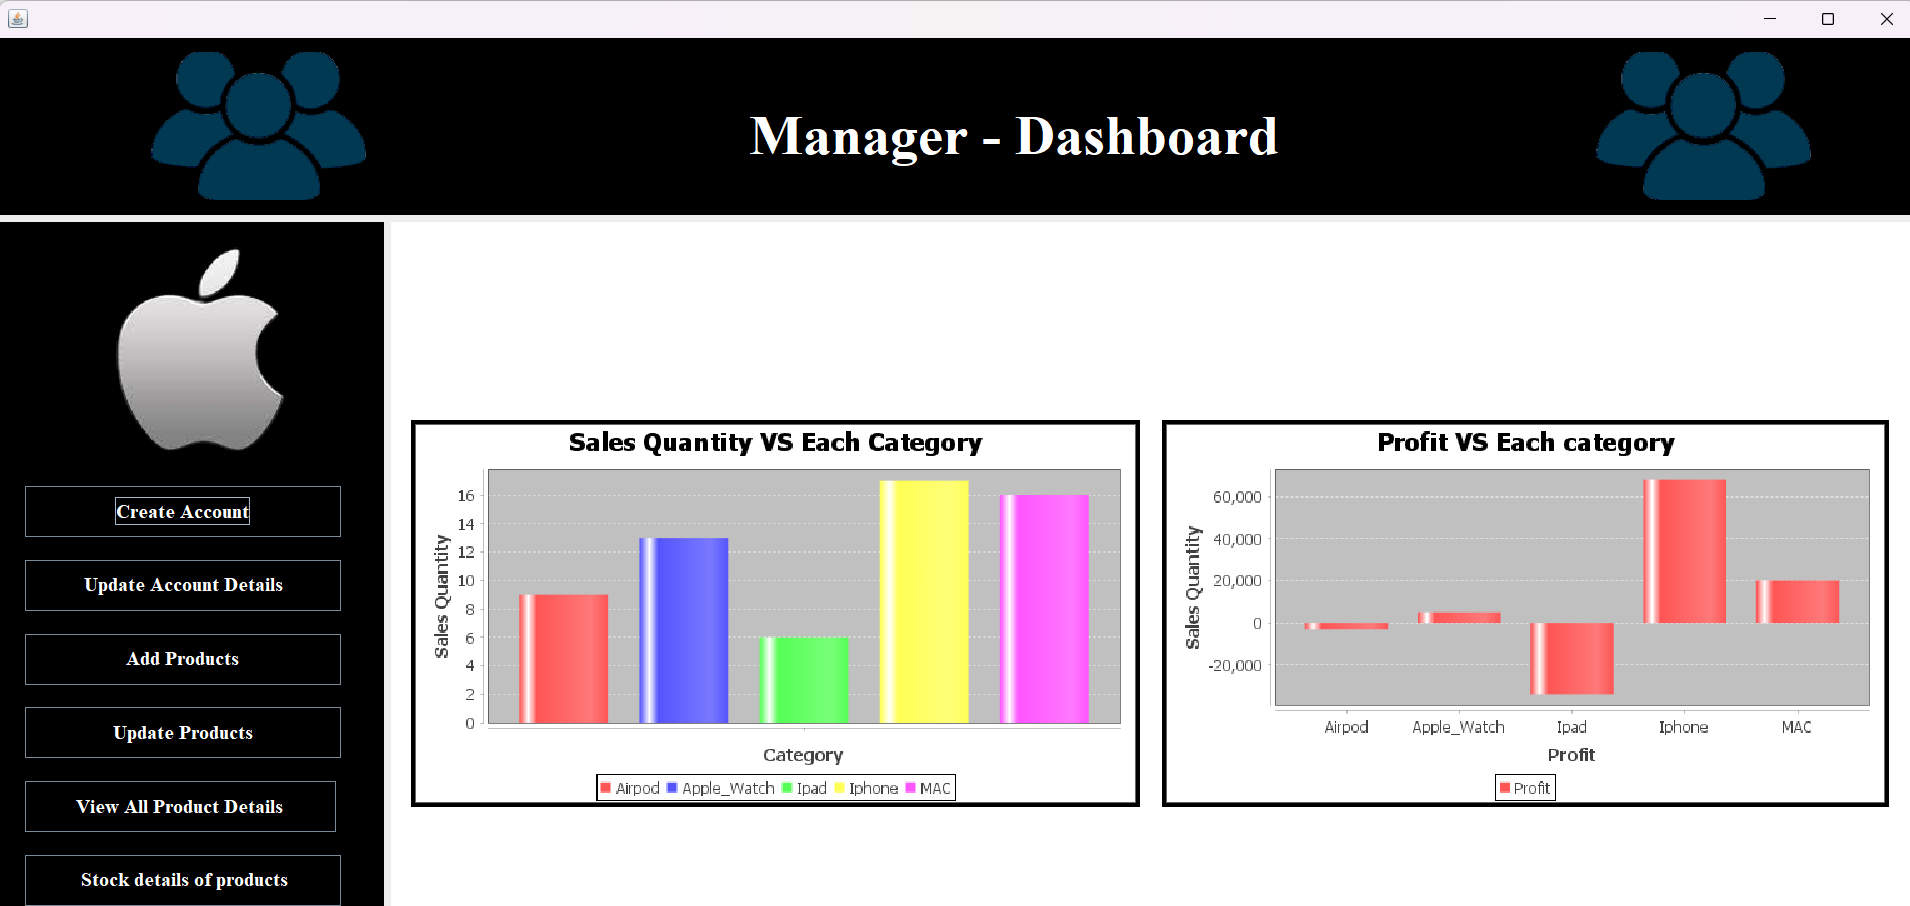 Manager - Dashboard
Create Account
Update Account Details
Add Products
Update Products
View All Product Details
Stock details of products
Sales Quantity VS Each Category
Sales Quantity
16
14
12
10
8
6
4
2
0
Category
Airpod Apple_Watch Ipad Iphone MAC
Profit VS Each category
Sales Quantity
60,000
40,000
20,000
0
-20,000
Airpod Apple_Watch Ipad Iphone MAC
Profit
Profit